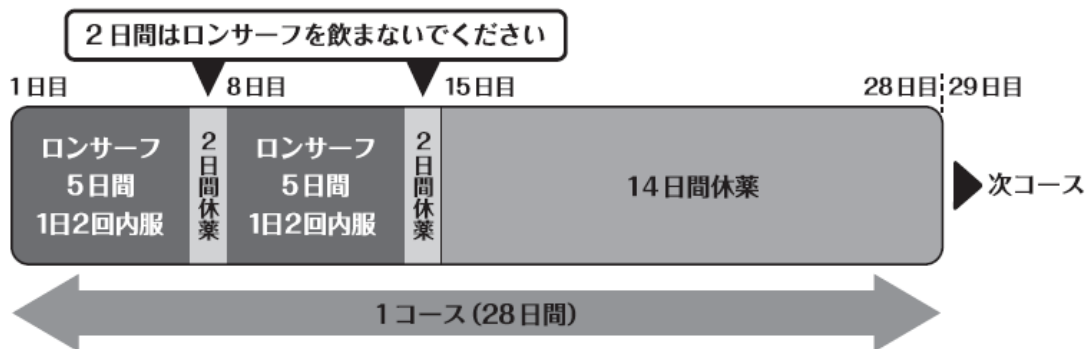 2日間はロンサーフを飲まないでください
1日目
8日目
15日目
28日目
29日目
ロンサーフ
5日間
1日2回内服
2日間休薬
ロンサーフ
5日間
1日2回内服
2日間休薬
14日間休薬
次コース
1コース(28日間)